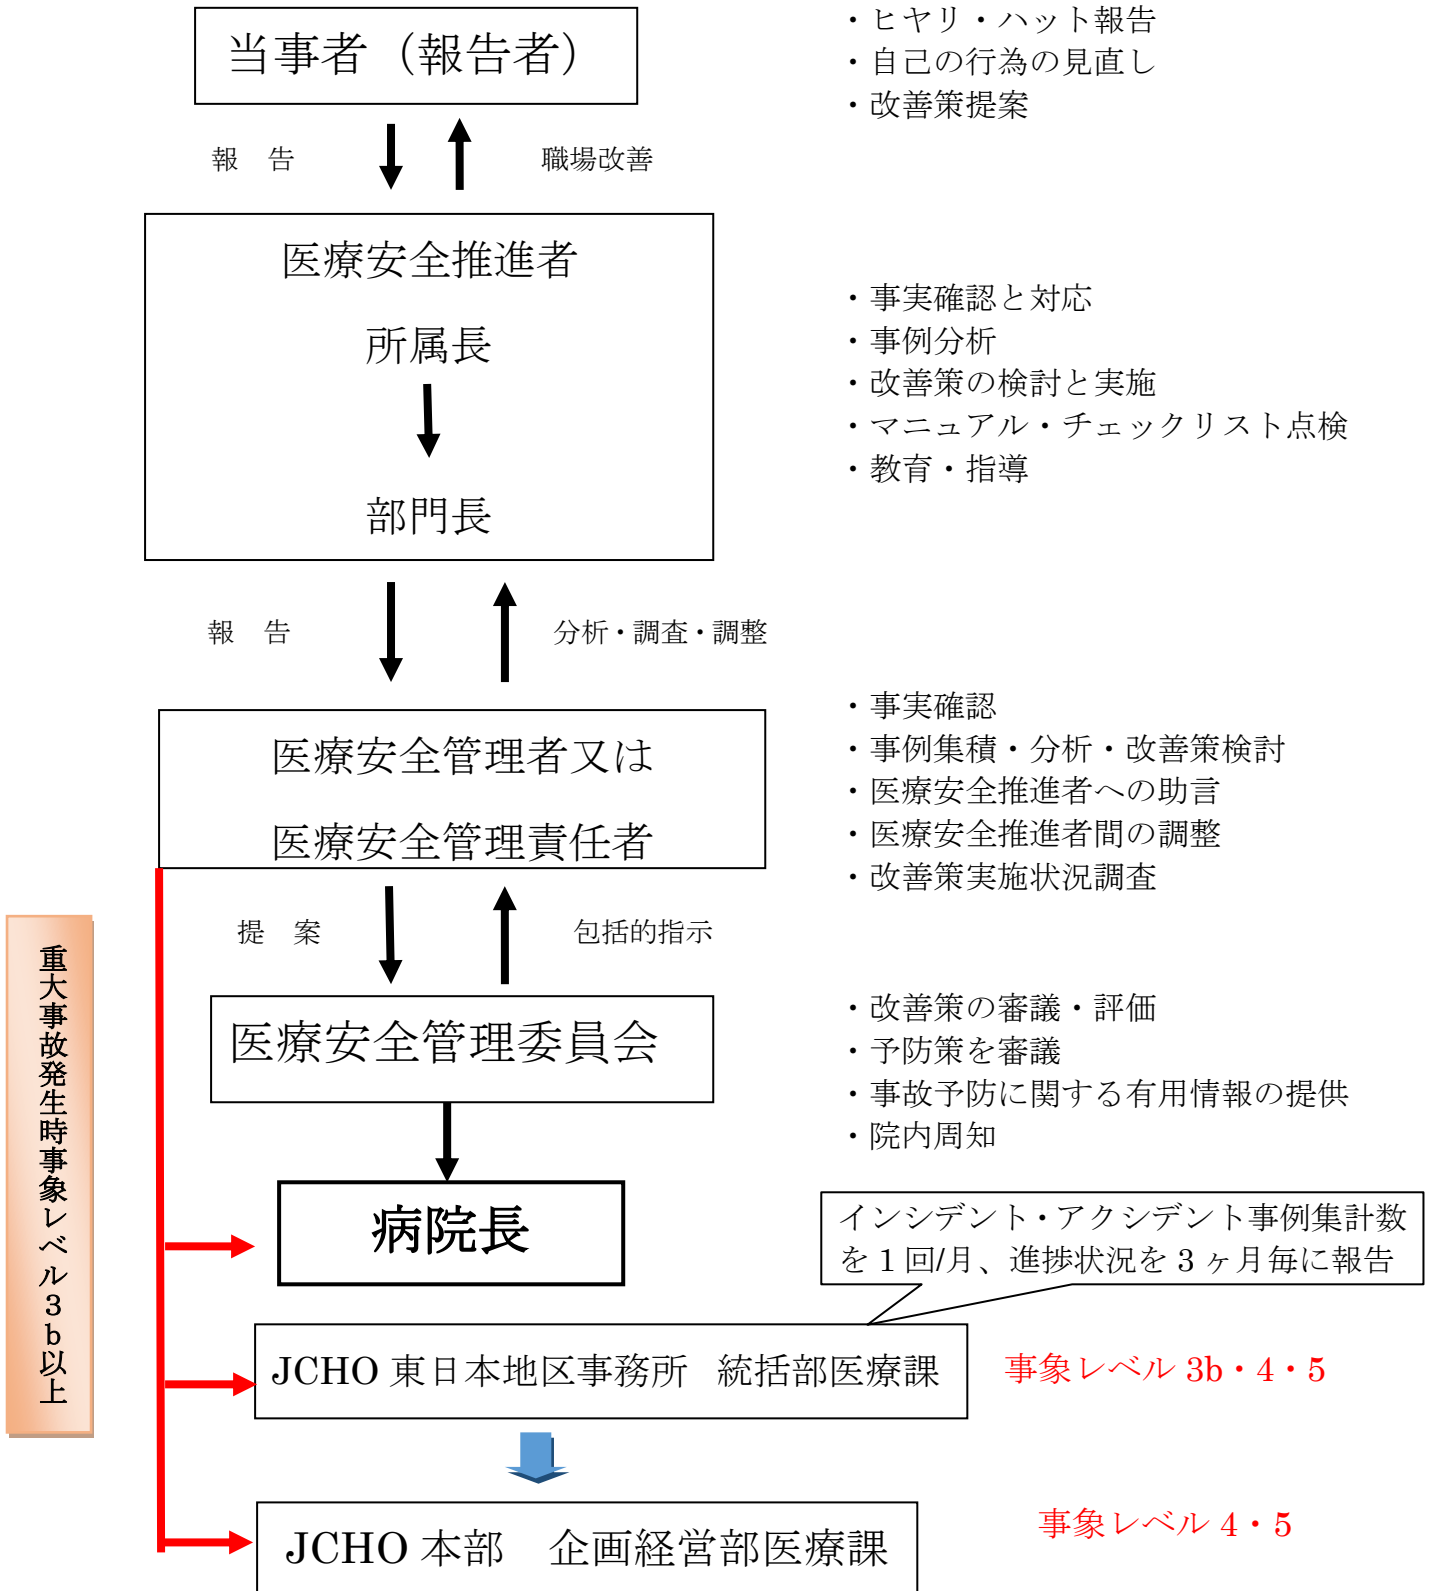 当事者（報告者）
・ヒヤリ・ハット報告
・自己の行為の見直し
・改善策提案
報　告
職場改善
医療安全推進者
所属長
部門長
・事実確認と対応
・事例分析
・改善策の検討と実施
・マニュアル・チェックリスト点検
・教育・指導
報　告
分析・調査・調整
医療安全管理者又は
医療安全管理責任者
・事実確認
・事例集積・分析・改善策検討
・医療安全推進者への助言
・医療安全推進者間の調整
・改善策実施状況調査
提　案
包括的指示
重大事故発生時事象レベル３ｂ以上
医療安全管理委員会
・改善策の審議・評価
・予防策を審議
・事故予防に関する有用情報の提供
・院内周知
病院長
インシデント・アクシデント事例集計数
を 1 回/月、進捗状況を 3 ヶ月毎に報告
JCHO 東日本地区事務所　統括部医療課
事象レベル 3b・4・5
JCHO 本部　企画経営部医療課
事象レベル 4・5